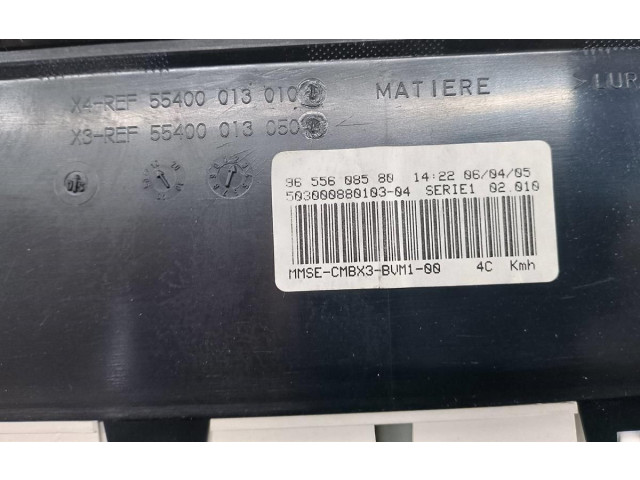 X4-REF 55400 013 010
X3-REF 55400 013 050
MATIERE
>LUR
96 556 085 80 14:22 06/04/05
503000880103-04 SERIE1 02.010
MMSE-CMBX3-BVM1-00 4C Kmh